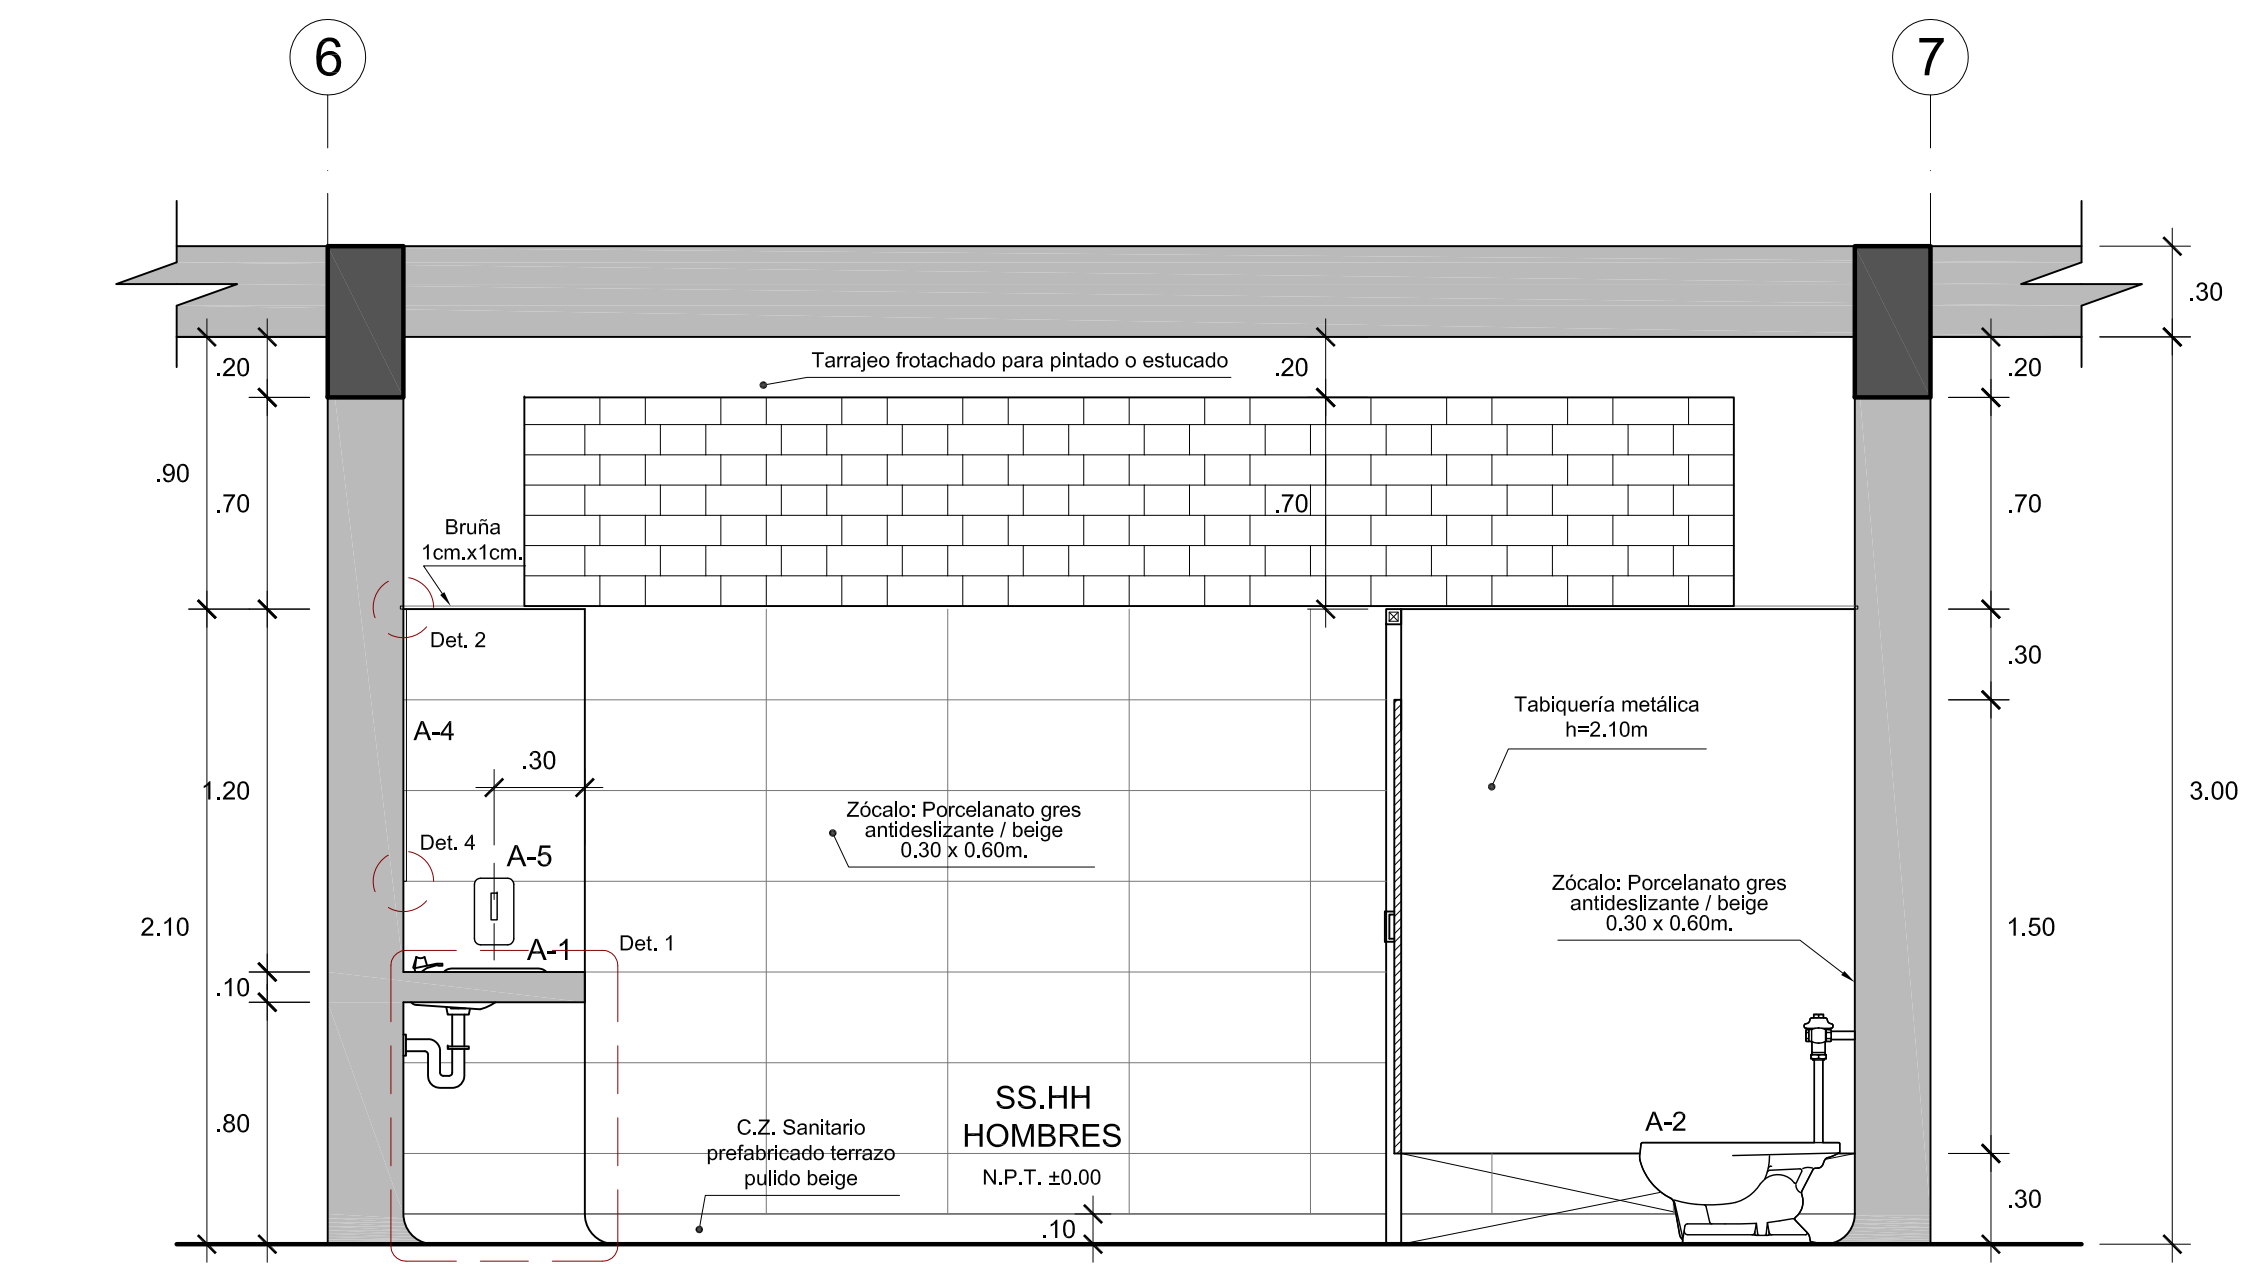 6
7
.30
.20
Tarrajeo frotachado para pintado o estucado
.20
.20
.90
.70
.70
.70
Bruña
1cm.x1cm.
Det. 2
.30
A-4
Tabiquería metálica
h=2.10m
.30
1.20
3.00
Zócalo: Porcelanato gres
antideslizante / beige
0.30 x 0.60m.
Det. 4
A-5
Zócalo: Porcelanato gres
antideslizante / beige
0.30 x 0.60m.
2.10
1.50
A-1
Det. 1
.10
SS.HH
HOMBRES
N.P.T. ±0.00
.80
C.Z. Sanitario
prefabricado terrazo
pulido beige
A-2
.30
.10